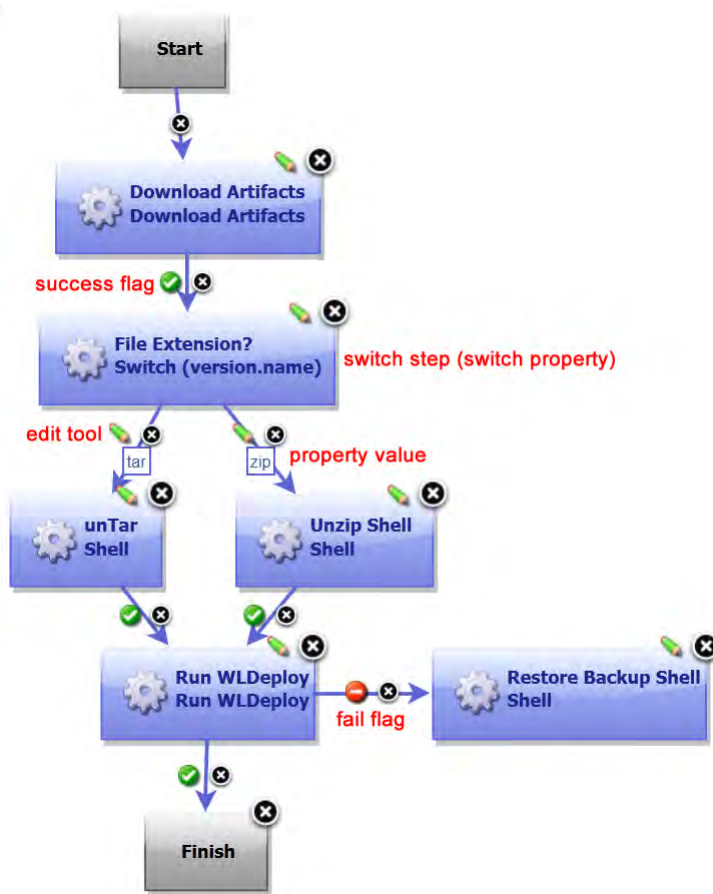 Start
Download Artifacts
Download Artifacts
success flag
File Extension?
Switch (version.name)
switch step (switch property)
edit tool
tar
zip
property value
unTar
Shell
Unzip Shell
Shell
Run WLDeploy
Run WLDeploy
fail flag
Restore Backup Shell
Shell
Finish